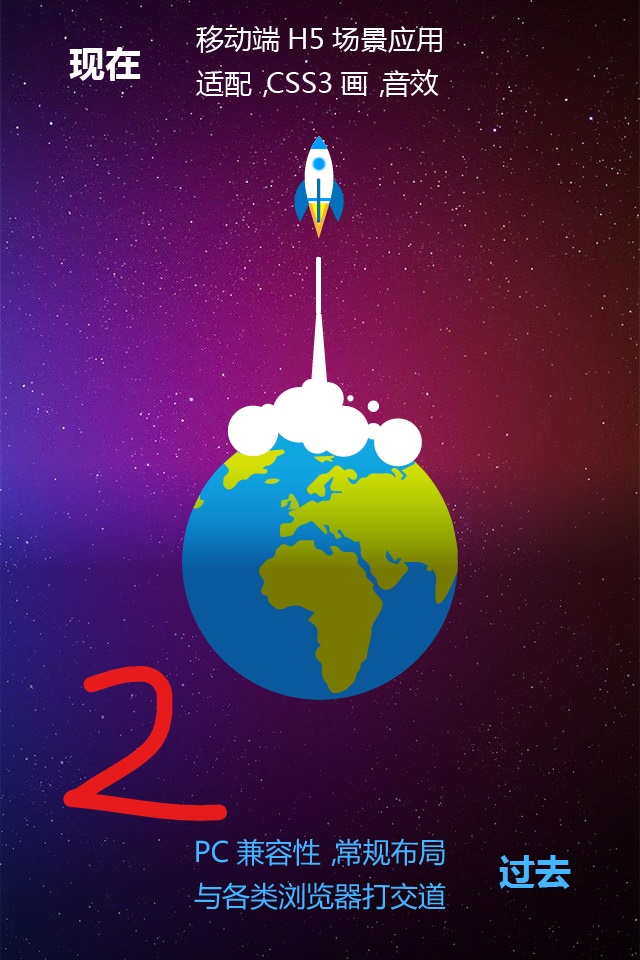 现在
移动端 H5 场景应用
适配 ,CSS3 画 ,音效
2
PC 兼容性 ,常规布局
与各类浏览器打交道
过去